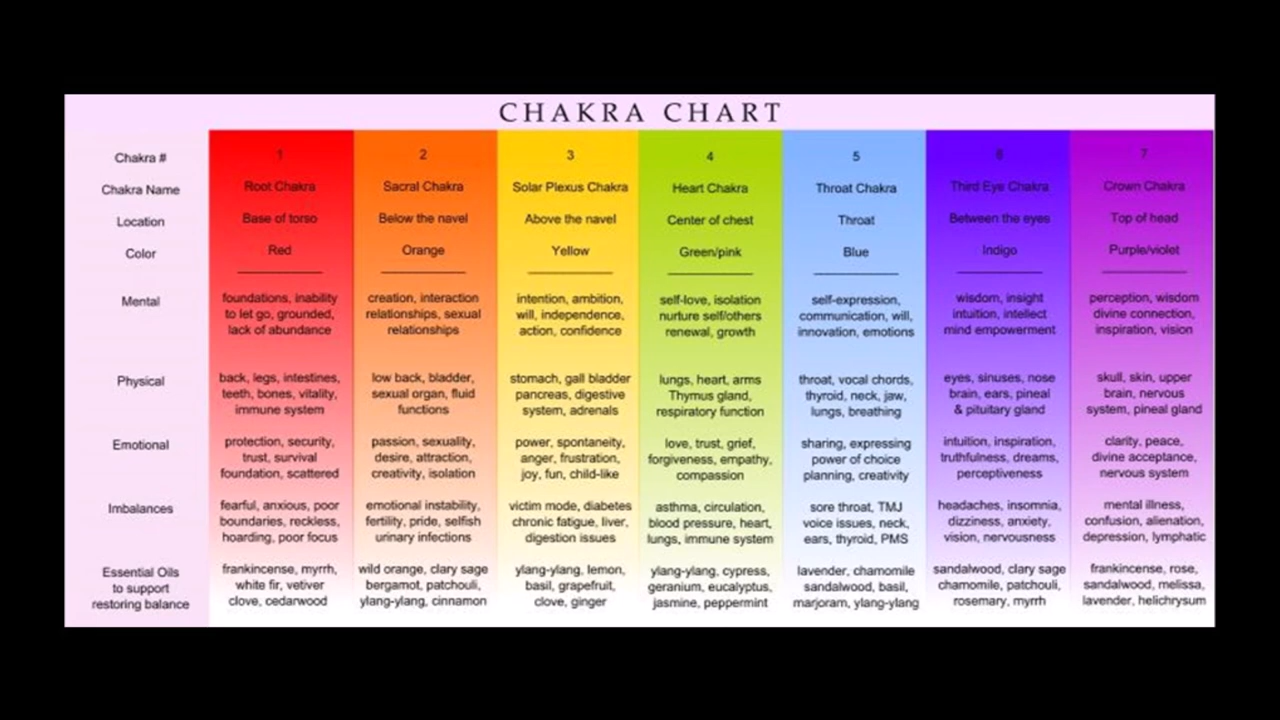 CHAKRA CHART
Chakra # 1 2 3 4 5 6 7
Chakra Name Root Chakra Sacral Chakra Solar Plexus Chakra Heart Chakra Throat Chakra Third Eye Chakra Crown Chakra
Location Base of torso Below the navel Above the navel Center of chest Throat Between the eyes Top of head
Color Red Orange Yellow Green/pink Blue Indigo Purple/violet
Mental
foundations, inability
to let go, grounded,
lack of abundance
creation, interaction
relationships, sexual
relationships
intention, ambition,
will, independence,
action, confidence
self-love, isolation
nurture self/others
renewal, growth
self-expression,
communication, will,
innovation, emotions
wisdom, insight
intuition, intellect
mind empowerment
perception, wisdom
divine connection,
inspiration, vision
Physical
back, legs, intestines,
teeth, bones, vitality,
immune system
low back, bladder,
sexual organ, fluid
functions
stomach, gall bladder
pancreas, digestive
system, adrenals
lungs, heart, arms
Thymus gland,
respiratory function
throat, vocal chords,
thyroid, neck, jaw,
lungs, breathing
eyes, sinuses, nose
brain, ears, pineal
& pituitary gland
skull, skin, upper
brain, nervous
system, pineal gland
Emotional
protection, security,
trust, survival
foundation, scattered
passion, sexuality,
desire, attraction,
creativity, isolation
power, spontaneity,
anger, frustration,
joy, fun, child-like
love, trust, grief,
forgiveness, empathy,
compassion
sharing, expressing
power of choice
planning, creativity
intuition, inspiration,
truthfulness, dreams,
perceptiveness
clarity, peace,
divine acceptance,
nervous system
Imbalances
fearful, anxious, poor
boundaries, reckless,
hoarding, poor focus
emotional instability,
fertility, pride, selfish
urinary infections
victim mode, diabetes
chronic fatigue, liver,
digestion issues
asthma, circulation,
blood pressure, heart,
lungs, immune system
sore throat, TMJ
voice issues, neck,
ears, thyroid, PMS
headaches, insomnia,
dizziness, anxiety,
vision, nervousness
mental illness,
confusion, alienation,
depression, lymphatic
Essential Oils
to support
restoring balance
frankincense, myrrh,
white fir, vetiver
clove, cedarwood
wild orange, clary sage
bergamot, patchouli,
ylang-ylang, cinnamon
ylang-ylang, lemon,
basil, grapefruit,
clove, ginger
ylang-ylang, cypress,
geranium, eucalyptus,
jasmine, peppermint
lavender, chamomile
sandalwood, basil,
marjoram, ylang-ylang
sandalwood, clary sage
chamomile, patchouli,
rosemary, myrrh
frankincense, rose,
sandalwood, melissa,
lavender, helichrysum